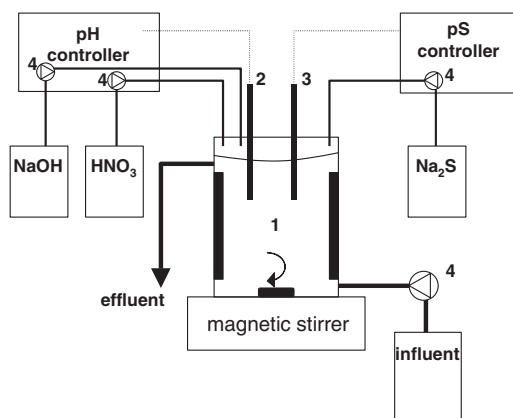 pH
controller
pS
controller
4
4
2
3
4
NaOH
HNO₃
Na₂S
1
4
effluent
magnetic stirrer
influent